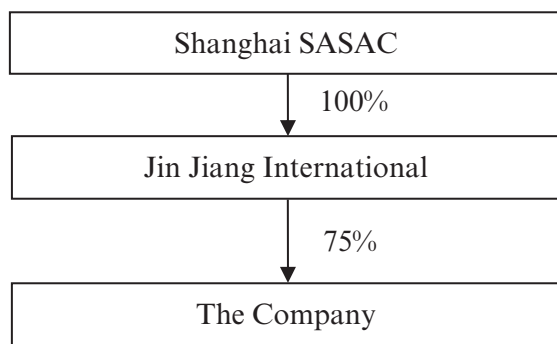 Shanghai SASAC
100%
Jin Jiang International
75%
The Company